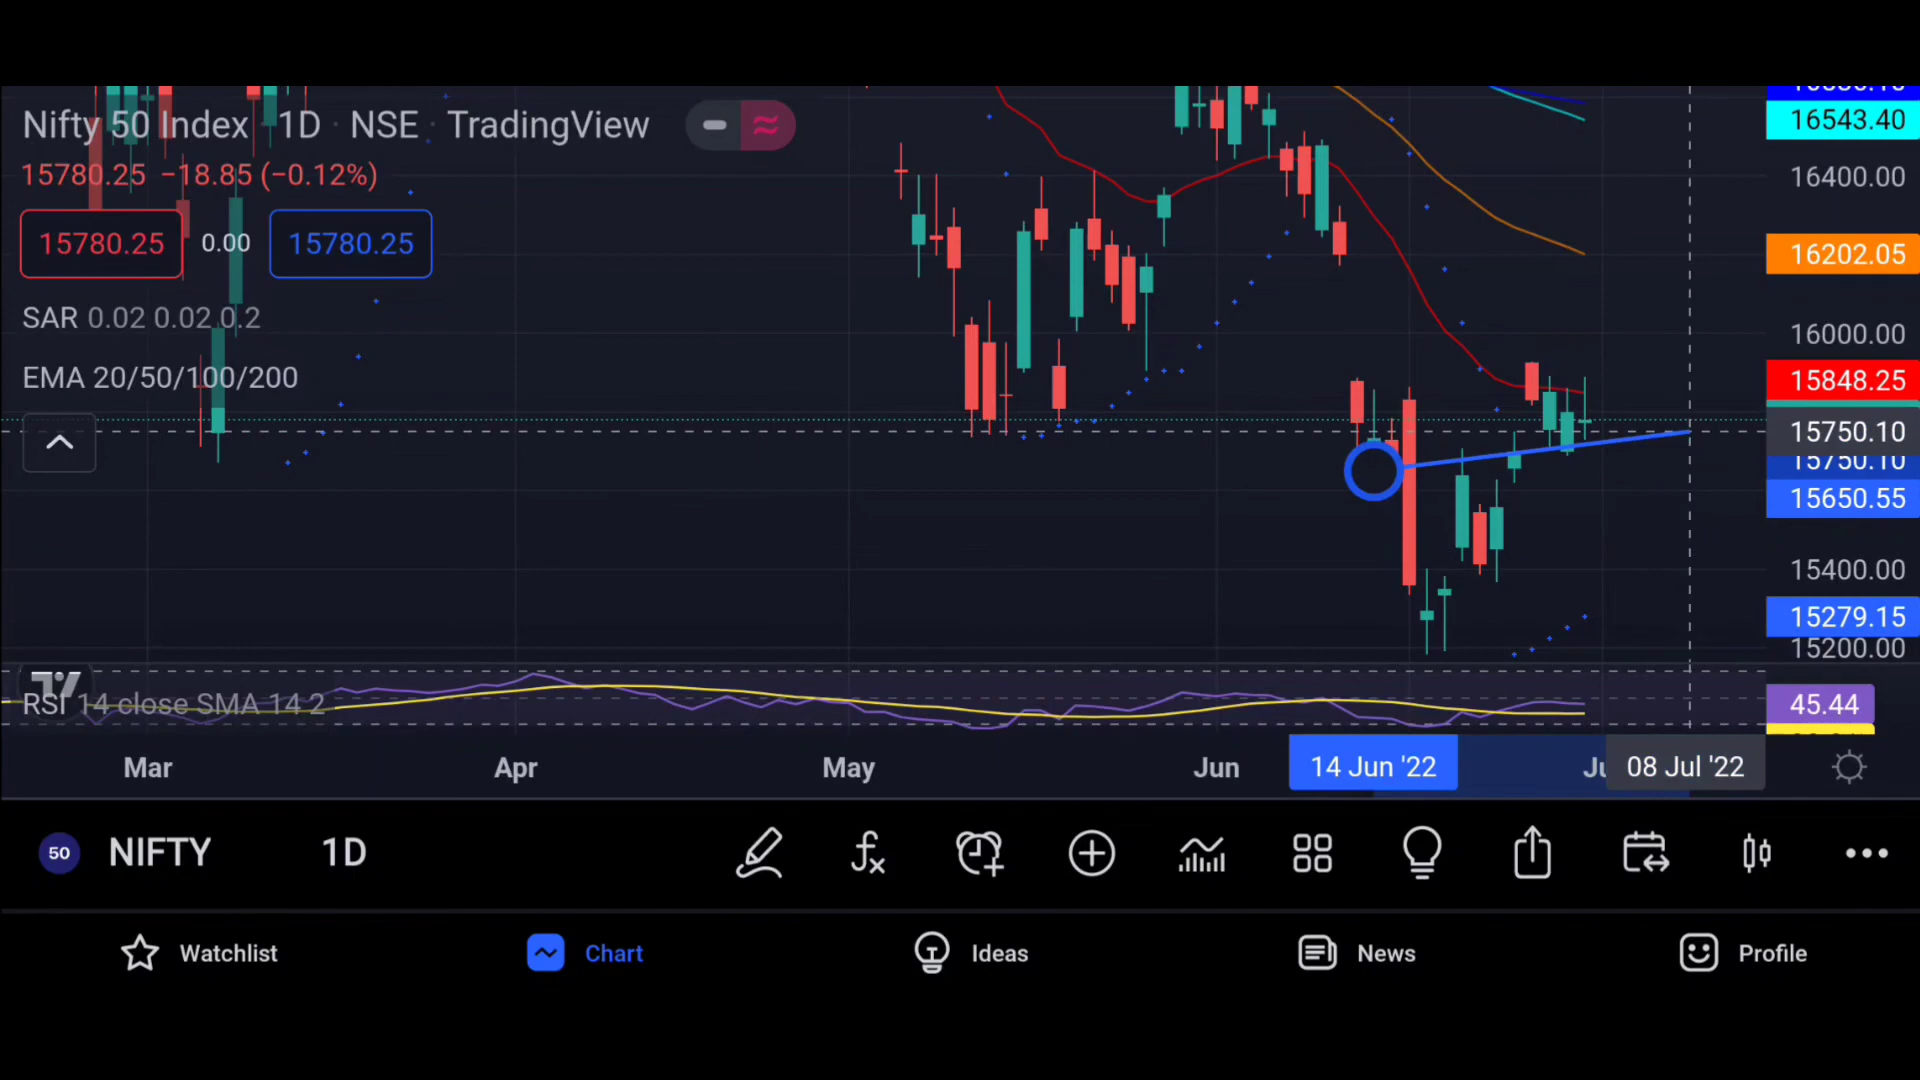 Nifty 50 Index · 1D · NSE · TradingView
15780.25 −18.85 (−0.12%)
15780.25 0.00 15780.25
SAR 0.02 0.02 0.2
EMA 20/50/100/200
16543.40
16400.00
16202.05
16000.00
15848.25
15750.10
15750.10
15650.55
15400.00
15279.15
15200.00
RSI 14 close SMA 14 2
45.44
Mar Apr May Jun 14 Jun '22 08 Jul '22
50 NIFTY 1D
Watchlist Chart Ideas News Profile